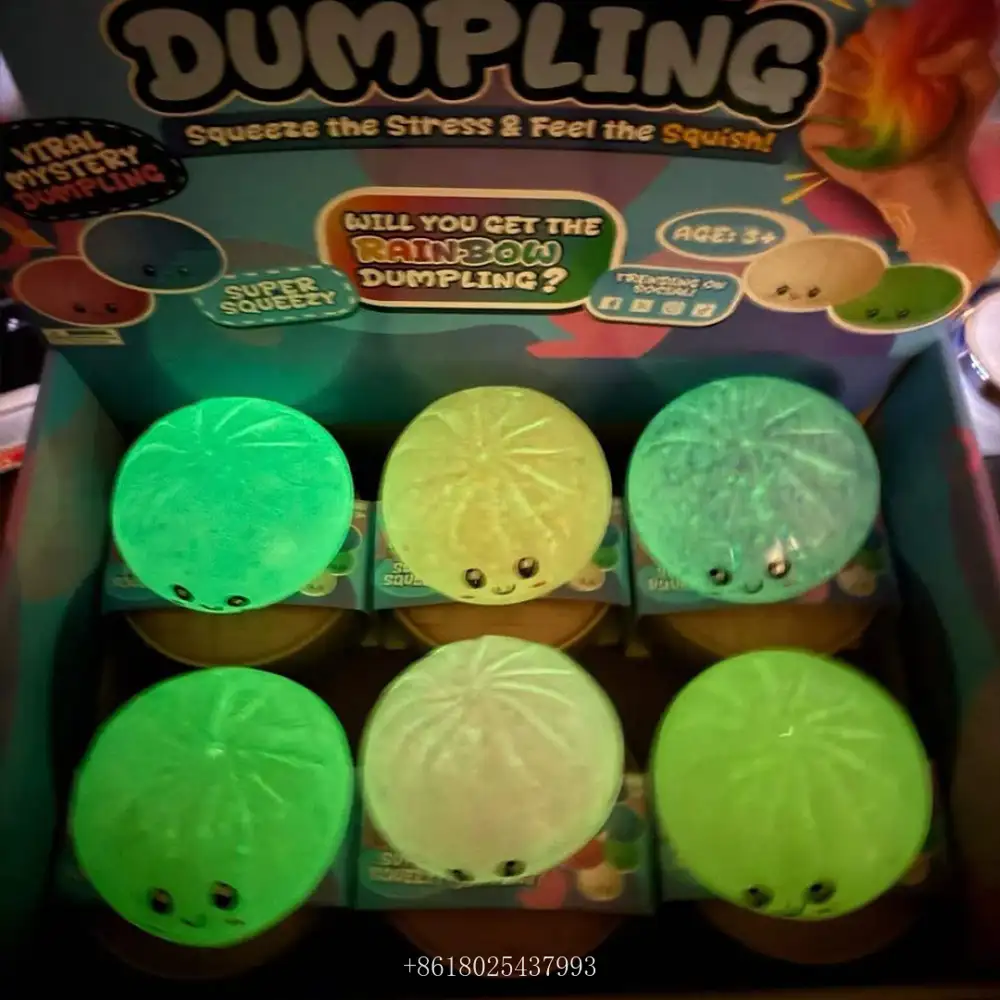 DUMPLING
Squeeze the Stress & Feel the Squish!
VIRAL
MYSTERY
DUMPLING
WILL YOU GET THE
RAINBOW
DUMPLING?
AGE: 3+
SUPER
SQUEEZY
TRENDING ON
+8618025437993